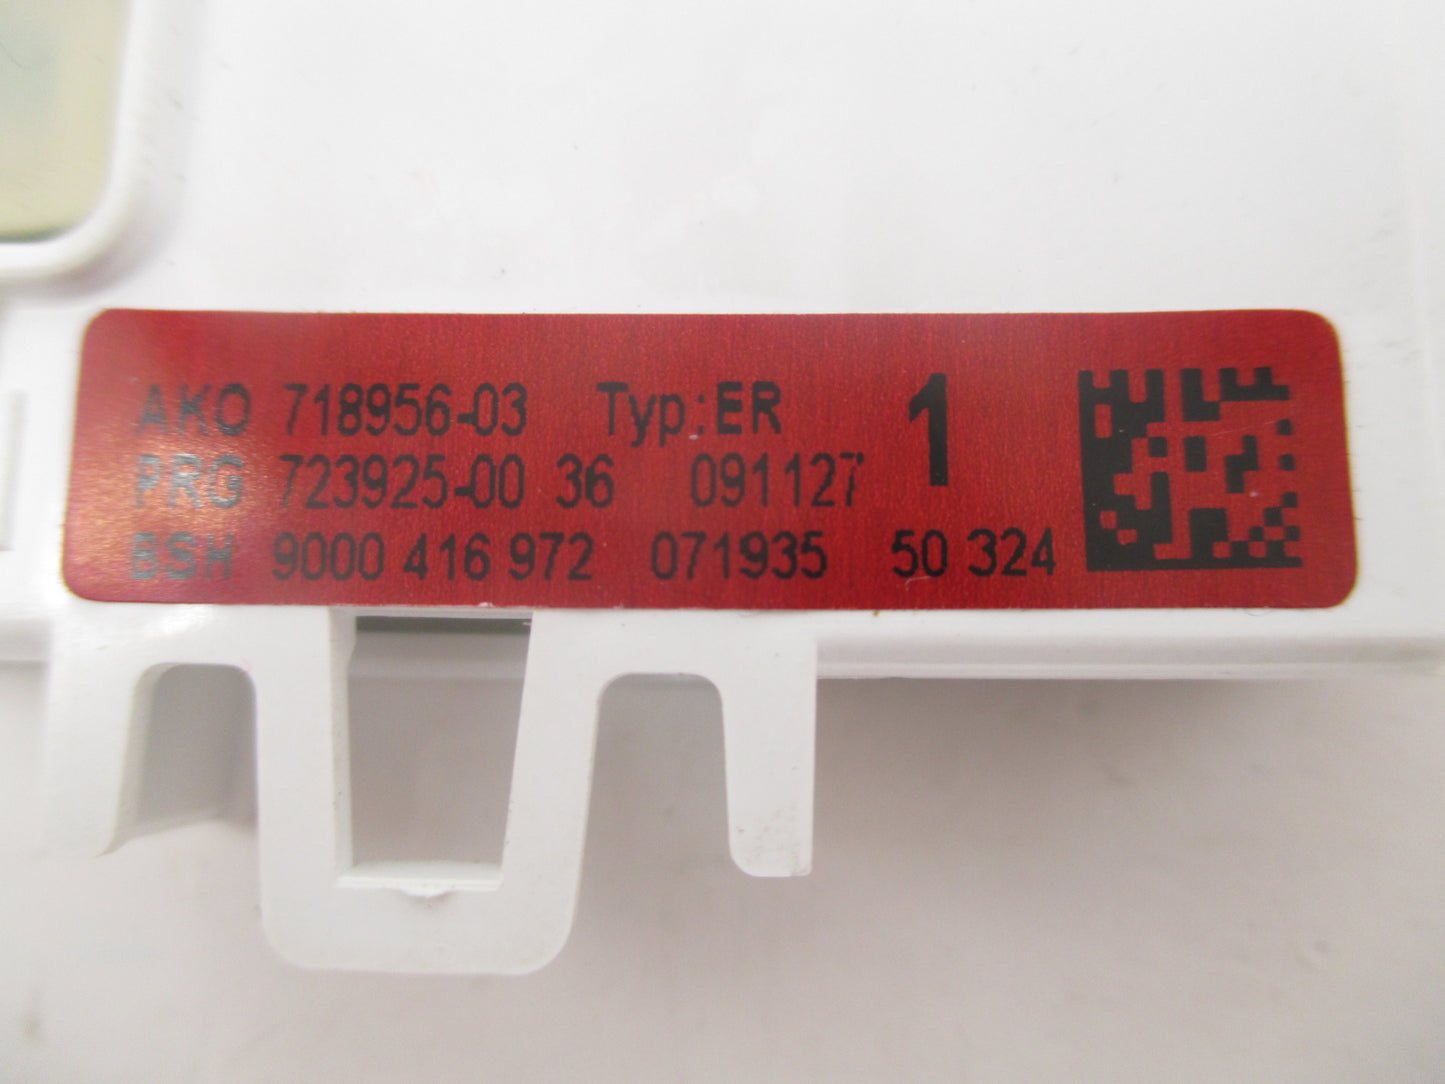 AKO 718956-03 Typ:ER 1
PRG 723925-00 36 091127
BSH 9000 416 972 071935 50 324